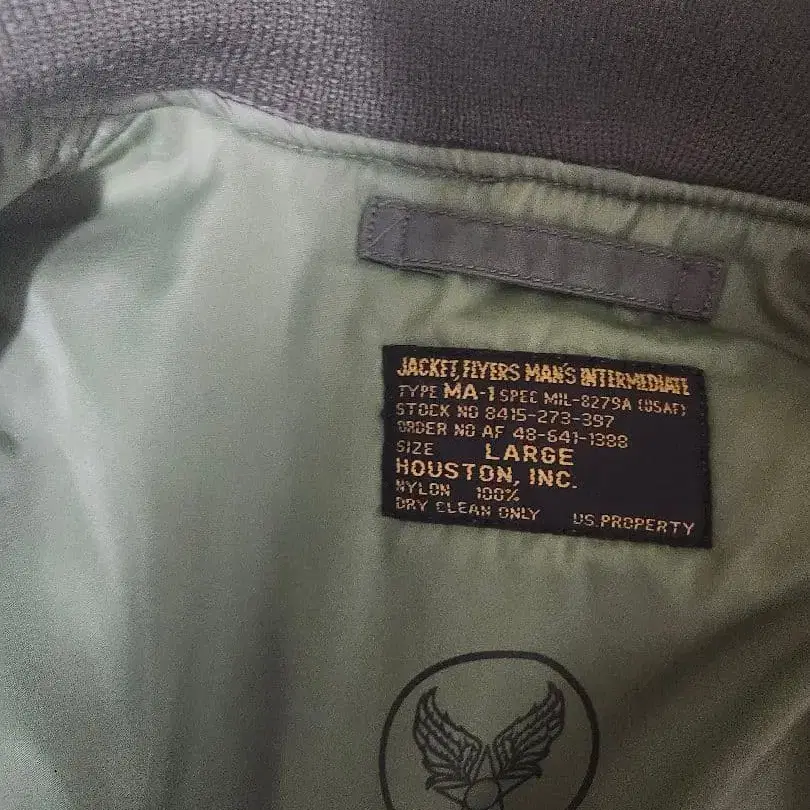 JACKET, FLYERS MAN'S INTERMEDIATE
TYPE MA-1 SPEC MIL-8279A (USAF)
STOCK NO 8415-273-397
ORDER NO AF 48-641-1388
SIZE LARGE
HOUSTON, INC.
NYLON 100%
DRY CLEAN ONLY US.PROPERTY